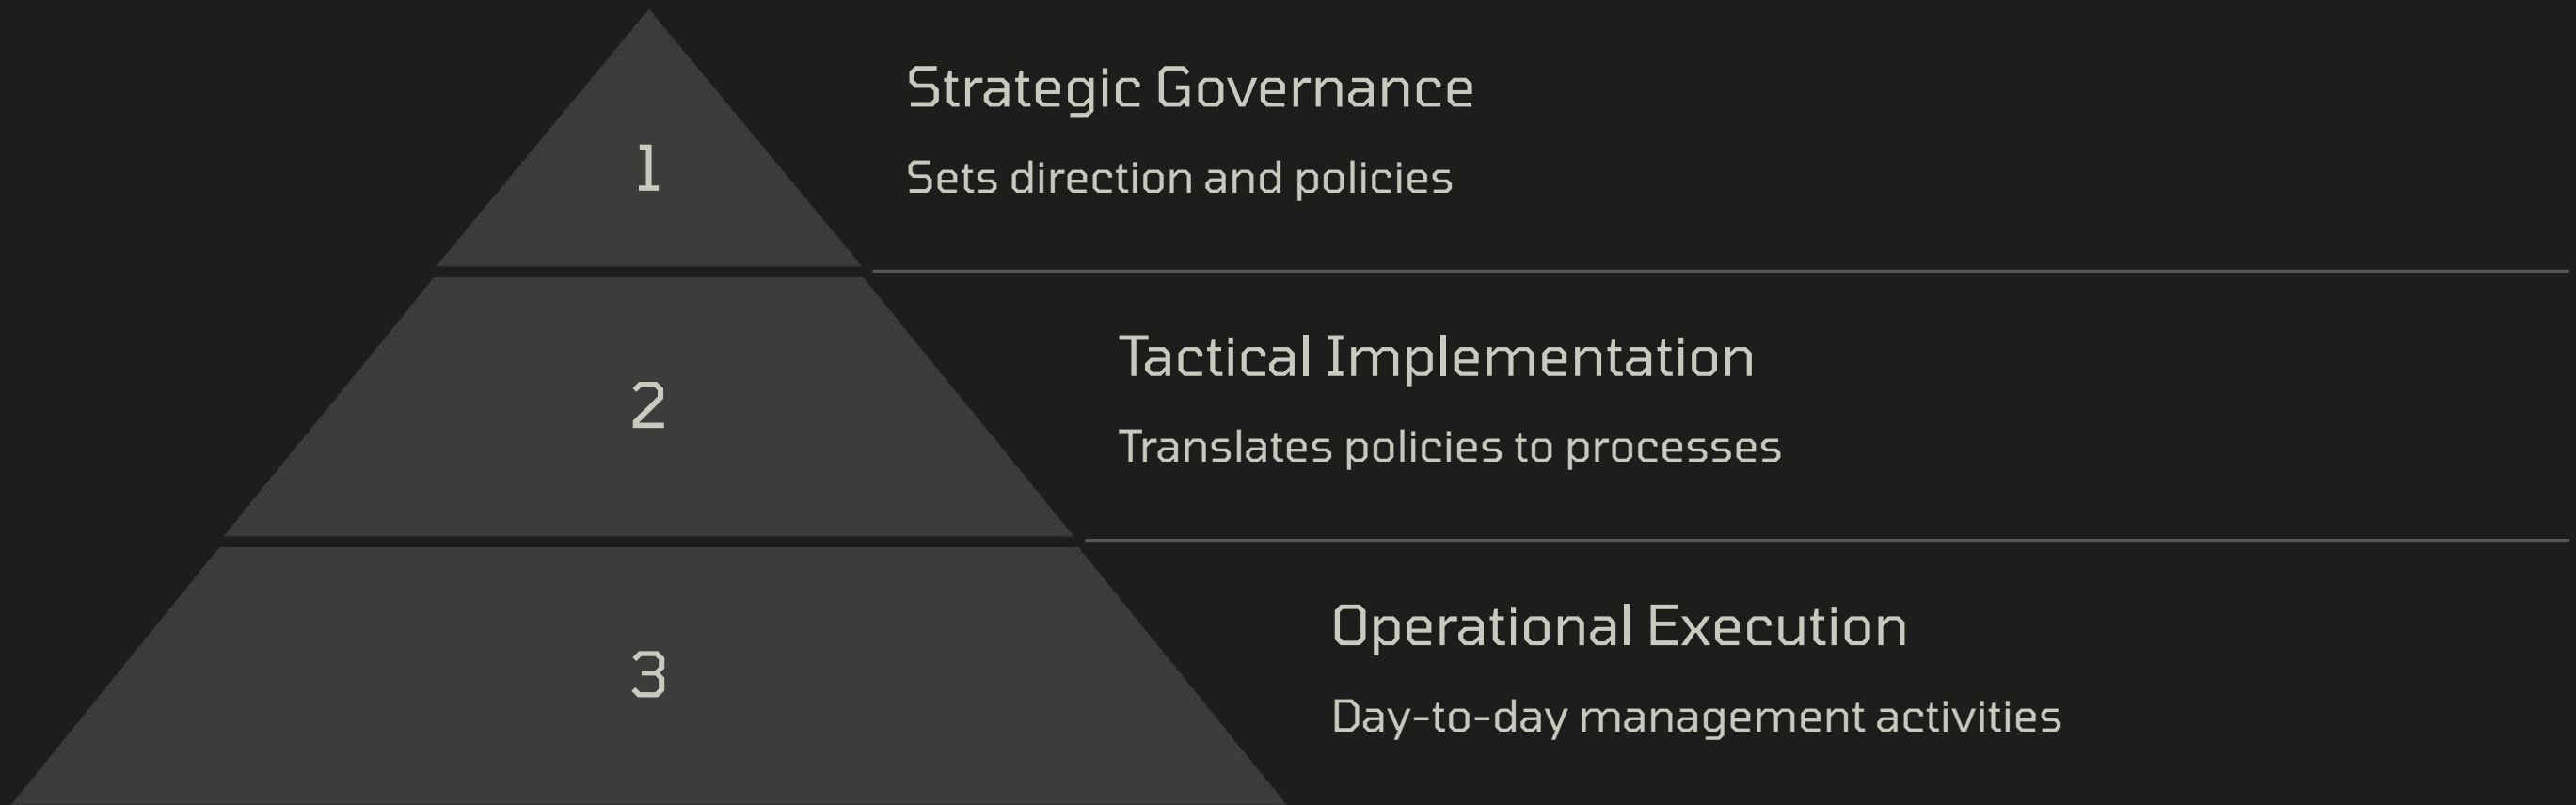 1
Strategic Governance
Sets direction and policies
2
Tactical Implementation
Translates policies to processes
3
Operational Execution
Day-to-day management activities